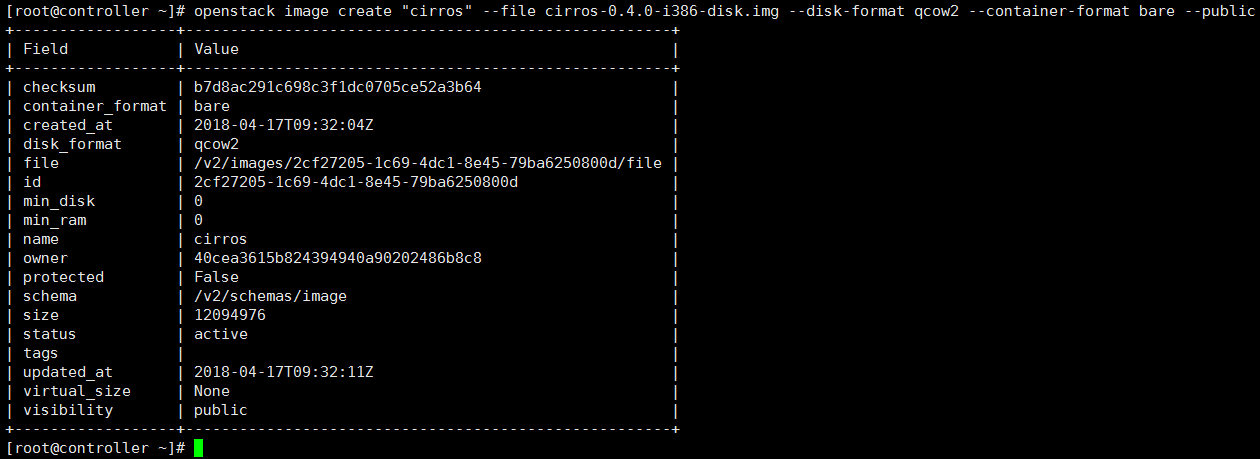 [root@controller ~]# openstack image create "cirros" --file cirros-0.4.0-i386-disk.img --disk-format qcow2 --container-format bare --public
+------------------+------------------------------------------------------+
| Field            | Value                                                |
+------------------+------------------------------------------------------+
| checksum         | b7d8ac291c698c3f1dc0705ce52a3b64                     |
| container_format | bare                                                 |
| created_at       | 2018-04-17T09:32:04Z                                 |
| disk_format      | qcow2                                                |
| file             | /v2/images/2cf27205-1c69-4dc1-8e45-79ba6250800d/file |
| id               | 2cf27205-1c69-4dc1-8e45-79ba6250800d                 |
| min_disk         | 0                                                    |
| min_ram          | 0                                                    |
| name             | cirros                                               |
| owner            | 40cea3615b824394940a90202486b8c8                     |
| protected        | False                                                |
| schema           | /v2/schemas/image                                    |
| size             | 12094976                                             |
| status           | active                                               |
| tags             |                                                      |
| updated_at       | 2018-04-17T09:32:11Z                                 |
| virtual_size     | None                                                 |
| visibility       | public                                               |
+------------------+------------------------------------------------------+
[root@controller ~]#